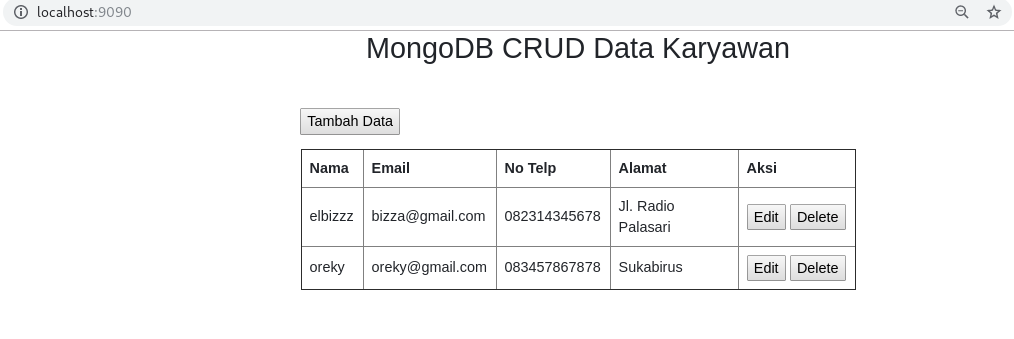 localhost:9090
MongoDB CRUD Data Karyawan
Tambah Data
Nama Email No Telp Alamat Aksi
elbizzz bizza@gmail.com 082314345678 Jl. Radio Palasari Edit Delete
oreky oreky@gmail.com 083457867878 Sukabirus Edit Delete